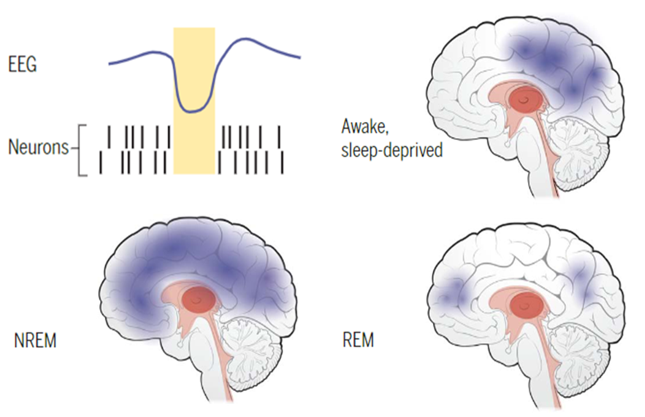 EEG
Neurons
Awake,
sleep-deprived
NREM
REM